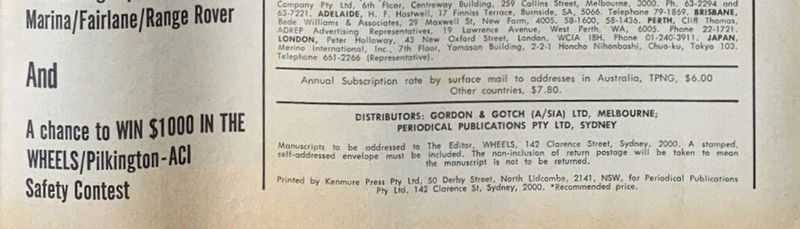 Marina/Fairlane/Range Rover
And
A chance to WIN $1000 IN THE
WHEELS/Pilkington-ACI
Safety Contest
Company Pty Ltd, 6th Floor, Centreway Building, 259 Collins Street, Melbourne, 3000. Ph. 63-2294 and
63-7221. ADELAIDE, H. F. Hastwell, 17 Finniss Terrace, Burnside, SA, 5066. Telephone 79-1869. BRISBANE,
Bede Williams & Associates, 29 Maxwell St, New Farm, 4005. 58-1600, 58-1436. PERTH, Cliff Thomas,
ADREP Advertising Representatives, 19 Lawrence Avenue, West Perth, WA, 6005. Phone 22-1721.
LONDON, Peter Holloway, 43 New Oxford Street, London, WCIA IBH. Phone 01-240-3911. JAPAN,
Merino International, Inc., 7th Floor, Yamason Building, 2-2-1 Honcho Nihonbashi, Chuo-ku, Tokyo 103.
Telephone 661-2266 (Representative).
Annual Subscription rate by surface mail to addresses in Australia, TPNG, $6.00
Other countries, $7.80.
DISTRIBUTORS: GORDON & GOTCH (A/SIA) LTD, MELBOURNE;
PERIODICAL PUBLICATIONS PTY LTD, SYDNEY
Manuscripts to be addressed to The Editor, WHEELS, 142 Clarence Street, Sydney, 2000. A stamped,
self-addressed envelope must be included. The non-inclusion of return postage will be taken to mean
the manuscript is not to be returned.
Printed by Kenmure Press Pty Ltd, 50 Derby Street, North Lidcombe, 2141, NSW, for Periodical Publications
Pty Ltd, 142 Clarence St, Sydney, 2000. *Recommended price.